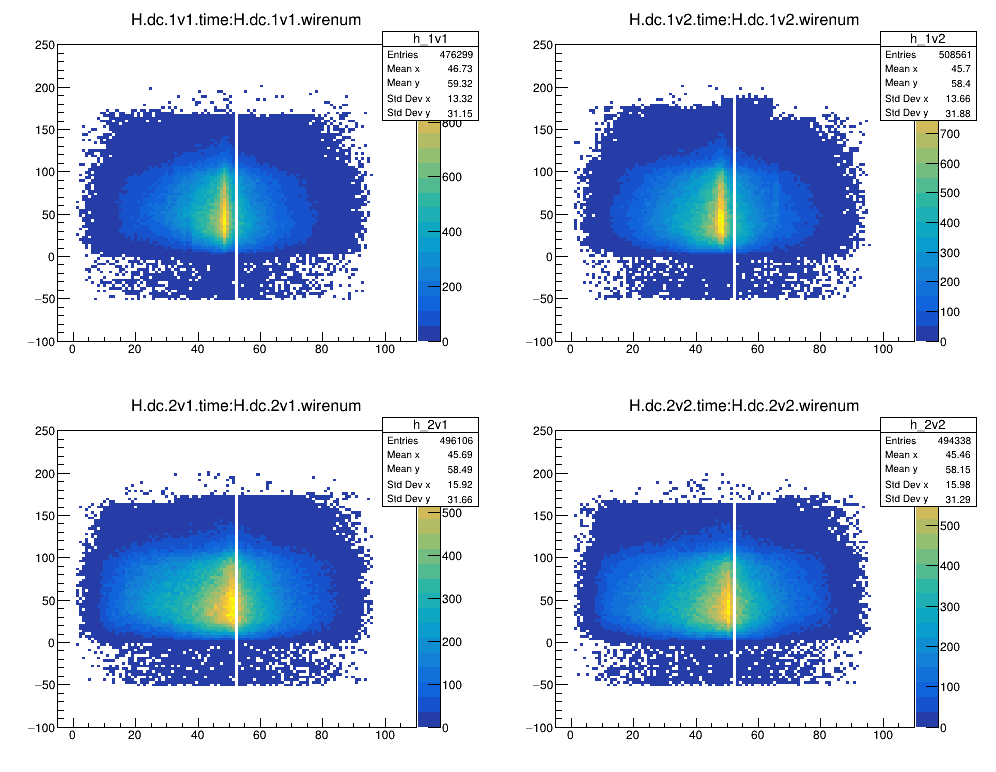 H.dc.1v1.time:H.dc.1v1.wirenum
h_1v1
Entries 476299
Mean x 46.73
Mean y 59.32
Std Dev x 13.32
Std Dev y 31.15
250
200
150
100
50
0
−50
−100
0 20 40 60 80 100
800
600
400
200
0
H.dc.1v2.time:H.dc.1v2.wirenum
h_1v2
Entries 508561
Mean x 45.7
Mean y 58.4
Std Dev x 13.66
Std Dev y 31.88
250
200
150
100
50
0
−50
−100
0 20 40 60 80 100
700
600
500
400
300
200
100
0
H.dc.2v1.time:H.dc.2v1.wirenum
h_2v1
Entries 496106
Mean x 45.69
Mean y 58.49
Std Dev x 15.92
Std Dev y 31.66
250
200
150
100
50
0
−50
−100
0 20 40 60 80 100
500
400
300
200
100
0
H.dc.2v2.time:H.dc.2v2.wirenum
h_2v2
Entries 494338
Mean x 45.46
Mean y 58.15
Std Dev x 15.98
Std Dev y 31.29
250
200
150
100
50
0
−50
−100
0 20 40 60 80 100
500
400
300
200
100
0